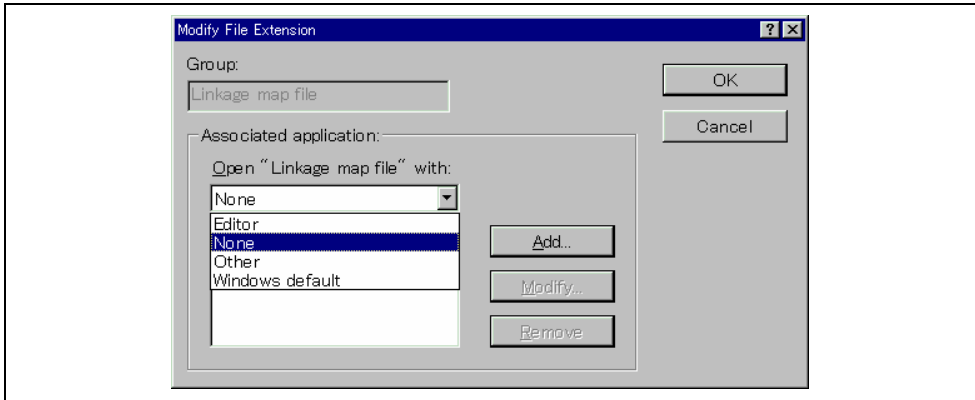 Modify File Extension
Group:
Linkage map file
OK
Cancel
Associated application:
Open "Linkage map file" with:
None
Editor
None
Other
Windows default
Add...
Modify...
Remove